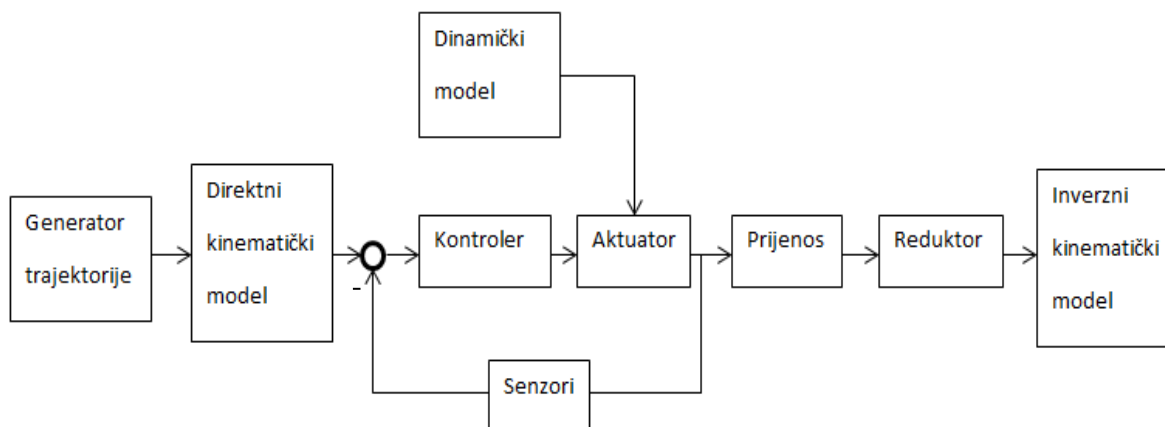 Dinamički
model
Generator
trajektorije
Direktni
kinematički
model
-
Kontroler
Aktuator
Prijenos
Reduktor
Inverzni
kinematički
model
Senzori